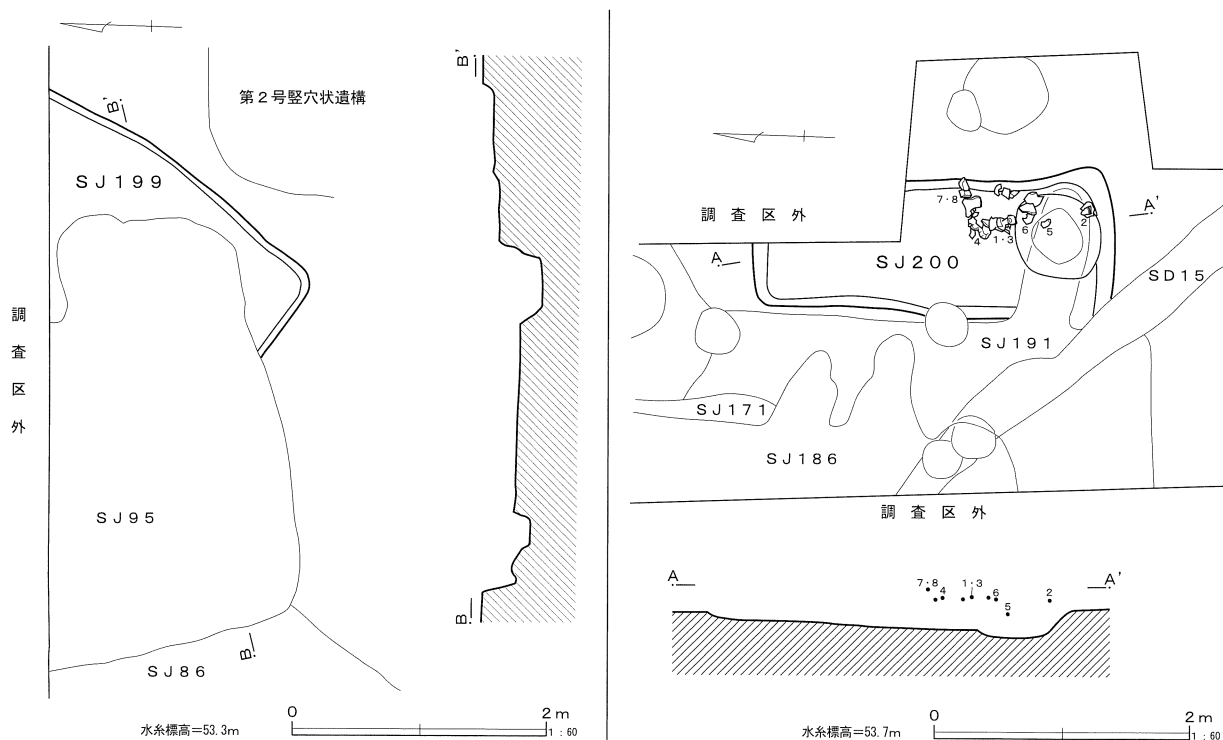 第2号竪穴状遺構
B'
B'
SJ199
調査区外
SJ95
B
B
SJ86
水糸標高=53.3m
0
2m
1:60
調査区外
7・8
4
1・3
6
5
2
A'
A
SJ200
SD15
SJ191
SJ171
SJ186
調査区外
A
7・8
4
1・3
6
5
2
A'
水糸標高=53.7m
0
2m
1:60